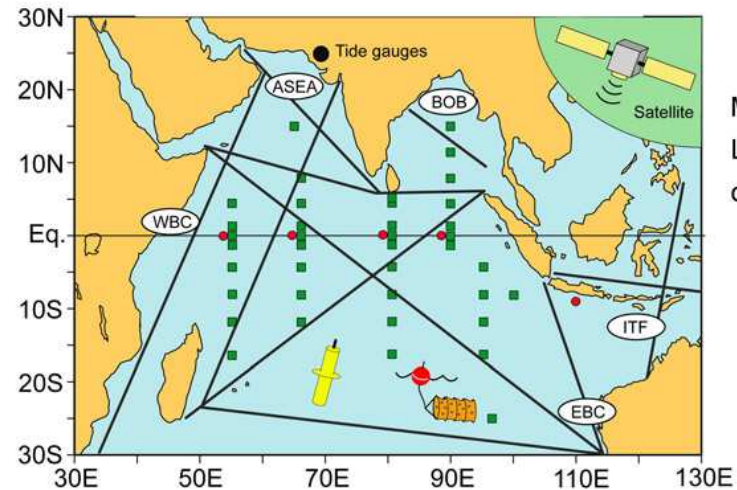 30N
20N
10N
Eq.
10S
20S
30S
30E
50E
70E
90E
110E
130E
Tide gauges
ASEA
BOB
WBC
ITF
EBC
Satellite